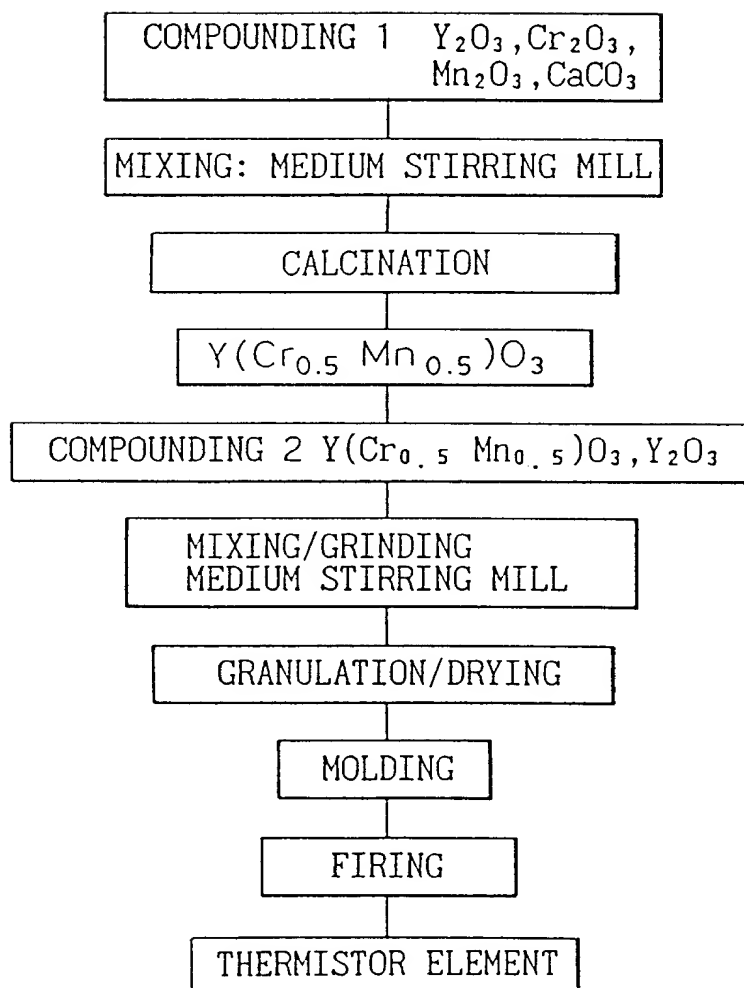 COMPOUNDING 1 Y₂O₃,Cr₂O₃,
Mn₂O₃,CaCO₃
MIXING: MEDIUM STIRRING MILL
CALCINATION
Y(Cr₀.₅ Mn₀.₅)O₃
COMPOUNDING 2 Y(Cr₀.₅ Mn₀.₅)O₃,Y₂O₃
MIXING/GRINDING
MEDIUM STIRRING MILL
GRANULATION/DRYING
MOLDING
FIRING
THERMISTOR ELEMENT